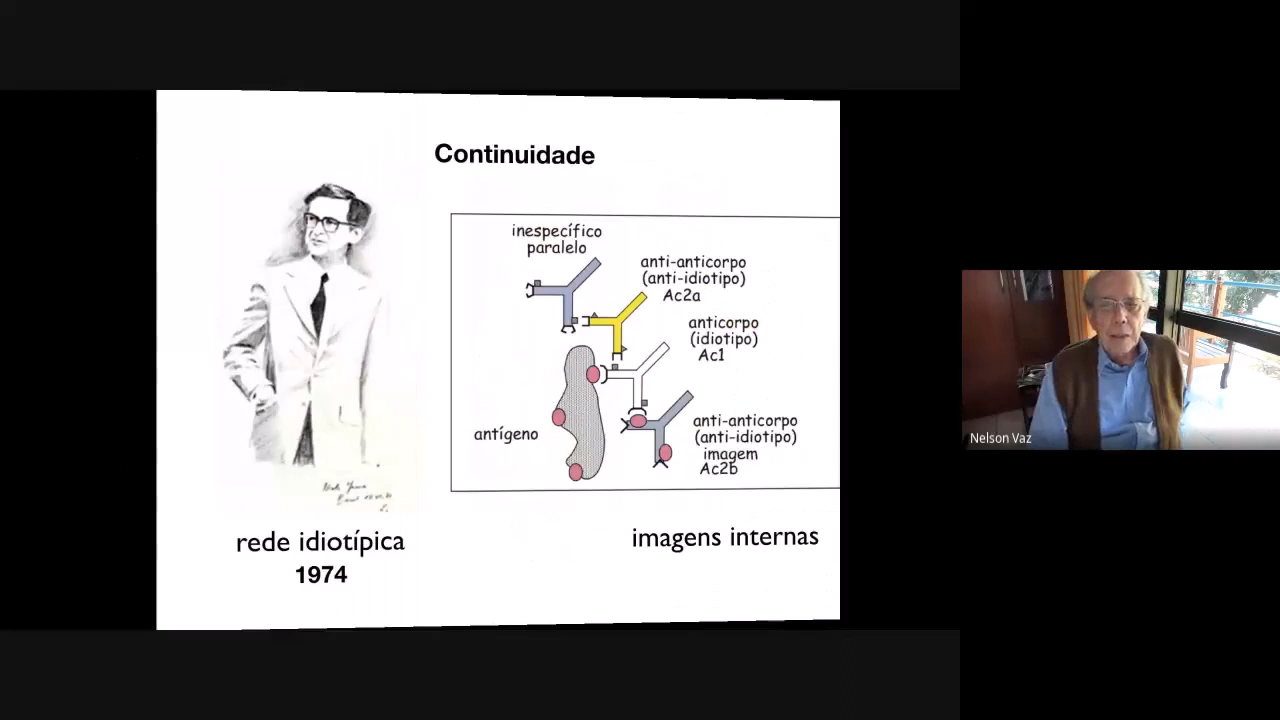 Continuidade
inespecífico
paralelo
anti-anticorpo
(anti-idiotipo)
Ac2a
anticorpo
(idiotipo)
Ac1
antígeno
anti-anticorpo
(anti-idiotipo)
imagem
Ac2b
rede idiotípica
1974
imagens internas
Nelson Vaz